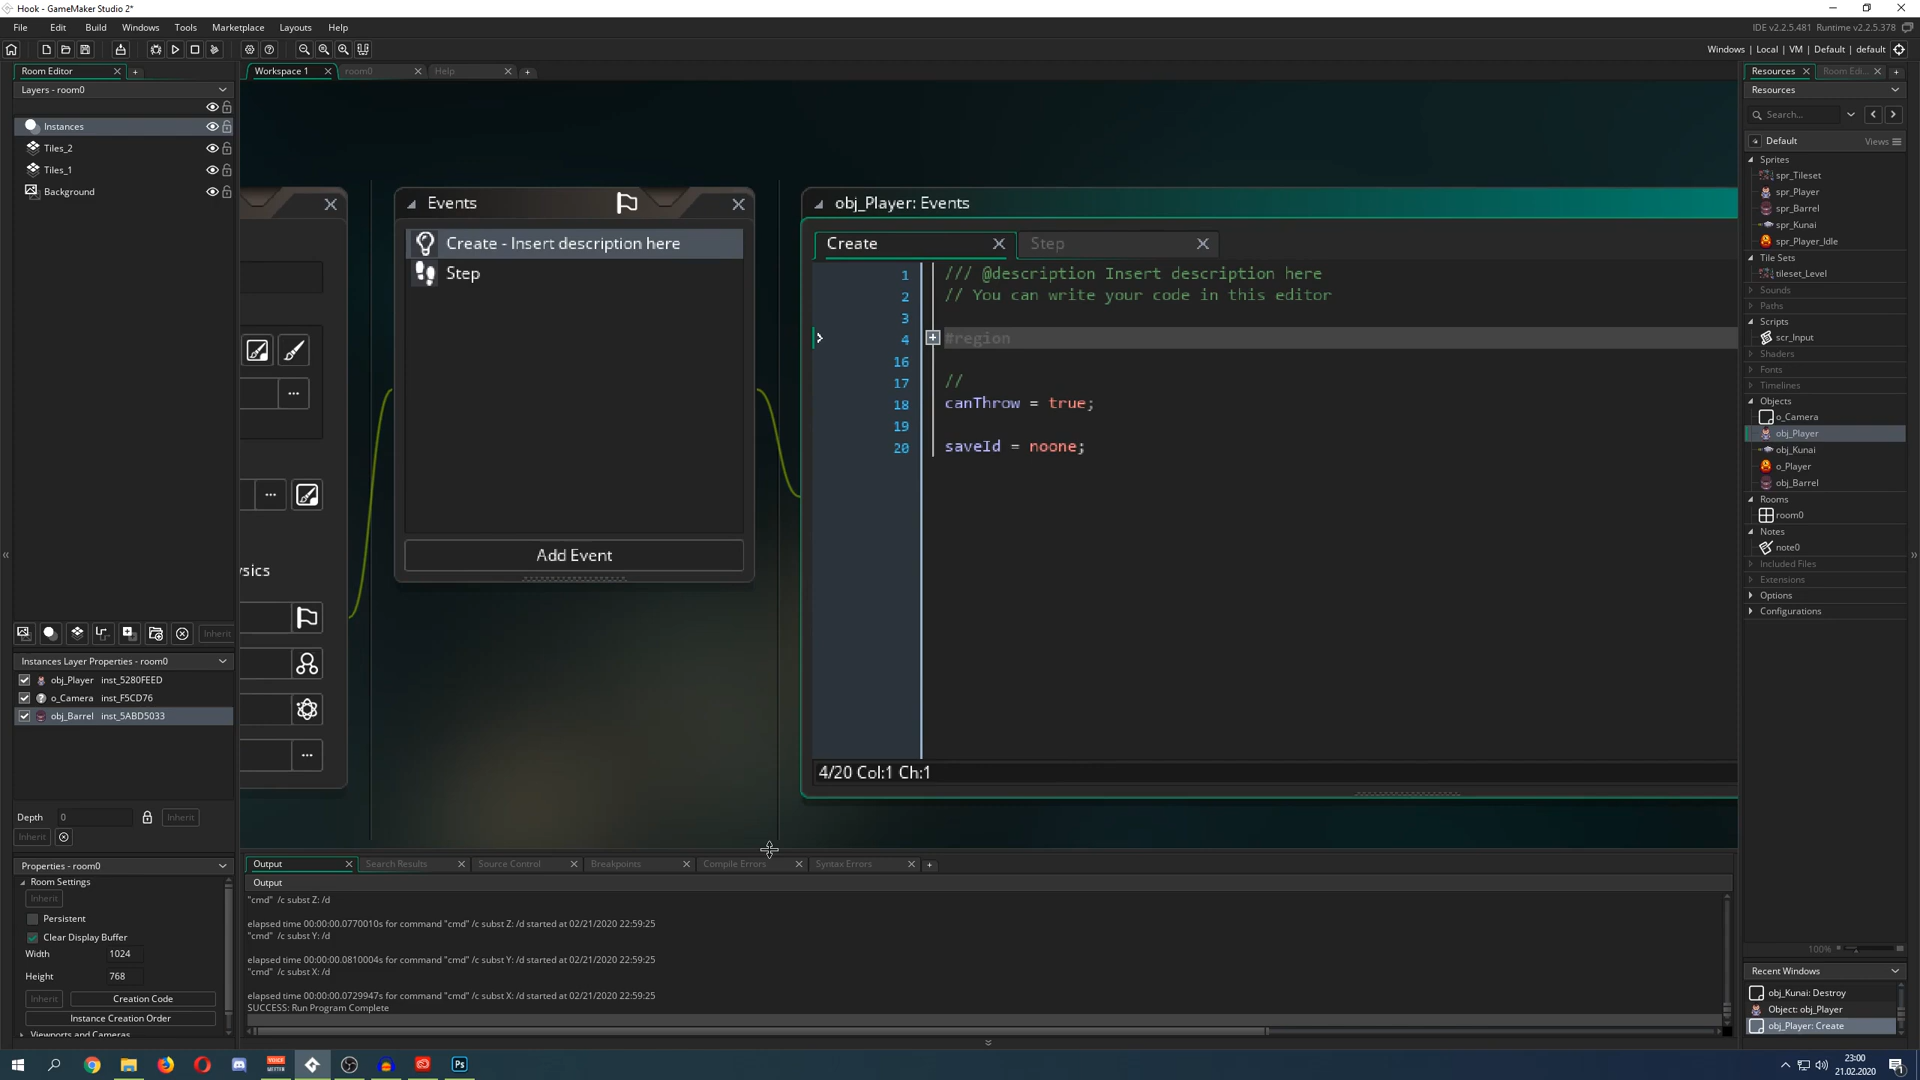 Hook - GameMaker Studio 2*
File Edit Build Windows Tools Marketplace Layouts Help
IDE v2.2.5.481 Runtime v2.2.5.378
Windows | Local | VM | Default | default
Room Editor
Layers - room0
Instances
Tiles_2
Tiles_1
Background
Inherit
Instances Layer Properties - room0
obj_Player inst_5280FEED
o_Camera inst_F5CD76
obj_Barrel inst_5ABD5033
Depth 0 Inherit
Inherit
Properties - room0
Room Settings
Inherit
Persistent
Clear Display Buffer
Width 1024
Height 768
Inherit Creation Code
Instance Creation Order
Viewports and Cameras
Workspace 1 room0 Help
Events
Create - Insert description here
Step
Add Event
obj_Player: Events
Create Step
1 /// @description Insert description here
2 // You can write your code in this editor
3
4 #region
16
17 //
18 canThrow = true;
19
20 saveId = noone;
4/20 Col:1 Ch:1
Output Search Results Source Control Breakpoints Compile Errors Syntax Errors
Output
"cmd" /c subst Z: /d
elapsed time 00:00:00.0770010s for command "cmd" /c subst Z: /d started at 02/21/2020 22:59:25
"cmd" /c subst Y: /d
elapsed time 00:00:00.0810004s for command "cmd" /c subst Y: /d started at 02/21/2020 22:59:25
"cmd" /c subst X: /d
elapsed time 00:00:00.0729947s for command "cmd" /c subst X: /d started at 02/21/2020 22:59:25
SUCCESS: Run Program Complete
Resources Room Edi...
Resources
Search...
Default Views
Sprites
spr_Tileset
spr_Player
spr_Barrel
spr_Kunai
spr_Player_Idle
Tile Sets
tileset_Level
Sounds
Paths
Scripts
scr_Input
Shaders
Fonts
Timelines
Objects
o_Camera
obj_Player
obj_Kunai
o_Player
obj_Barrel
Rooms
room0
Notes
note0
Included Files
Extensions
Options
Configurations
100%
Recent Windows
obj_Kunai: Destroy
Object: obj_Player
obj_Player: Create
23:00
21.02.2020